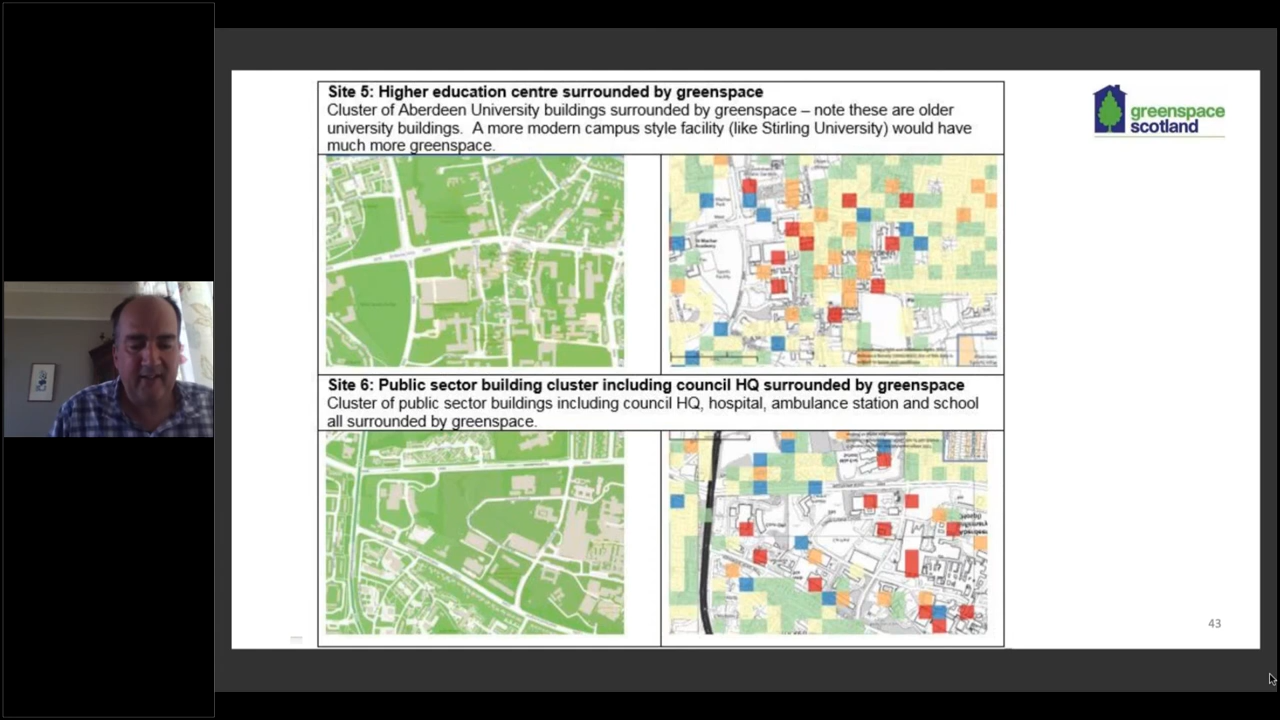 Site 5: Higher education centre surrounded by greenspace
Cluster of Aberdeen University buildings surrounded by greenspace – note these are older
university buildings.  A more modern campus style facility (like Stirling University) would have
much more greenspace.
greenspace
scotland
Site 6: Public sector building cluster including council HQ surrounded by greenspace
Cluster of public sector buildings including council HQ, hospital, ambulance station and school
all surrounded by greenspace.
43